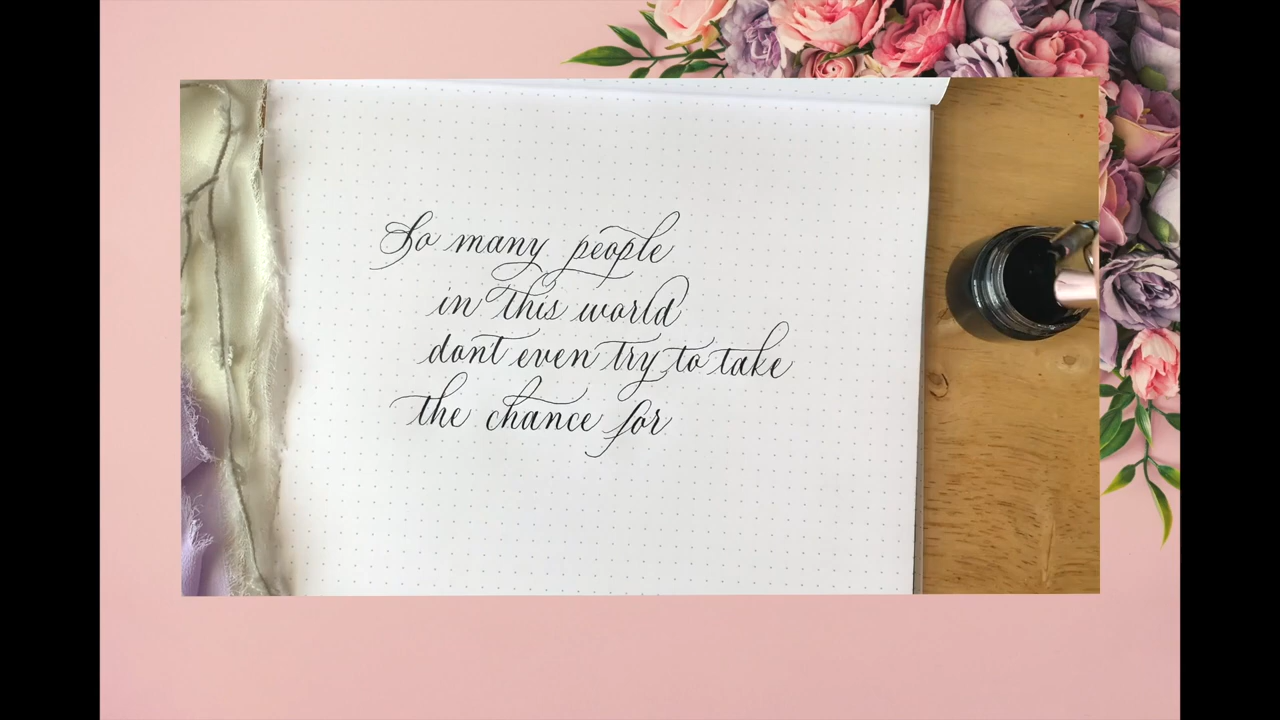 So many people
in this world
dont even try to take
the chance for